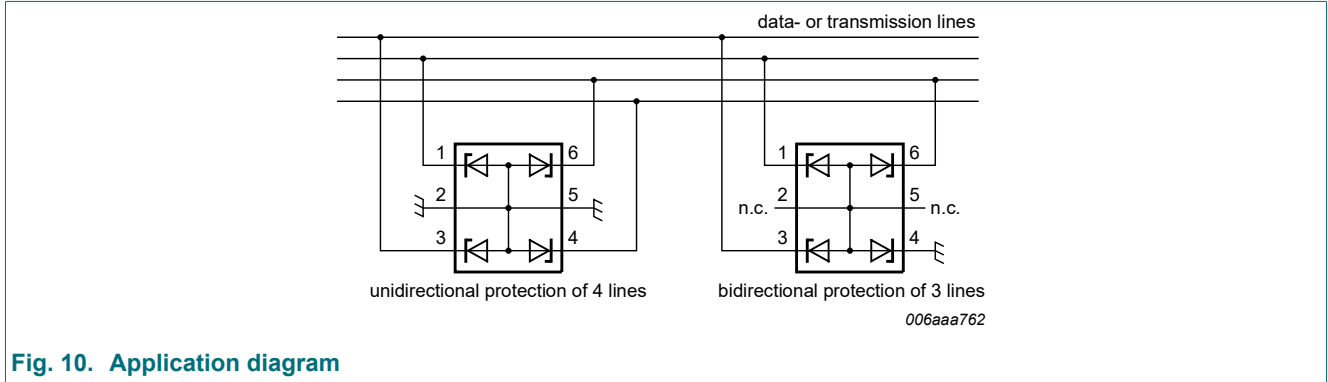 data- or transmission lines
1 6 1 6
2 5 n.c. 2 5 n.c.
3 4 3 4
unidirectional protection of 4 lines bidirectional protection of 3 lines
006aaa762
Fig. 10. Application diagram